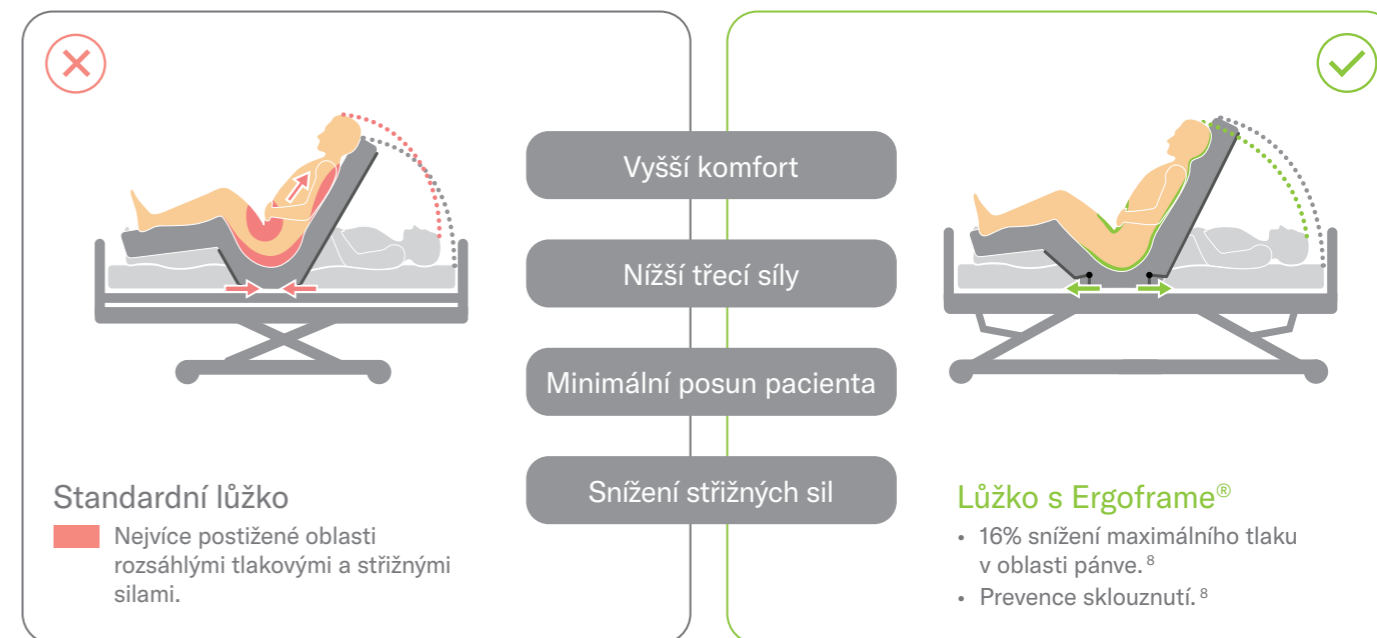 Vyšší komfort
Nížší třecí síly
Minimální posun pacienta
Snížení střižných sil
Standardní lůžko
Nejvíce postižené oblasti
rozsáhlými tlakovými a střižnými
silami.
Lůžko s Ergoframe®
• 16% snížení maximálního tlaku
v oblasti pánve. 8
• Prevence sklouznutí. 8